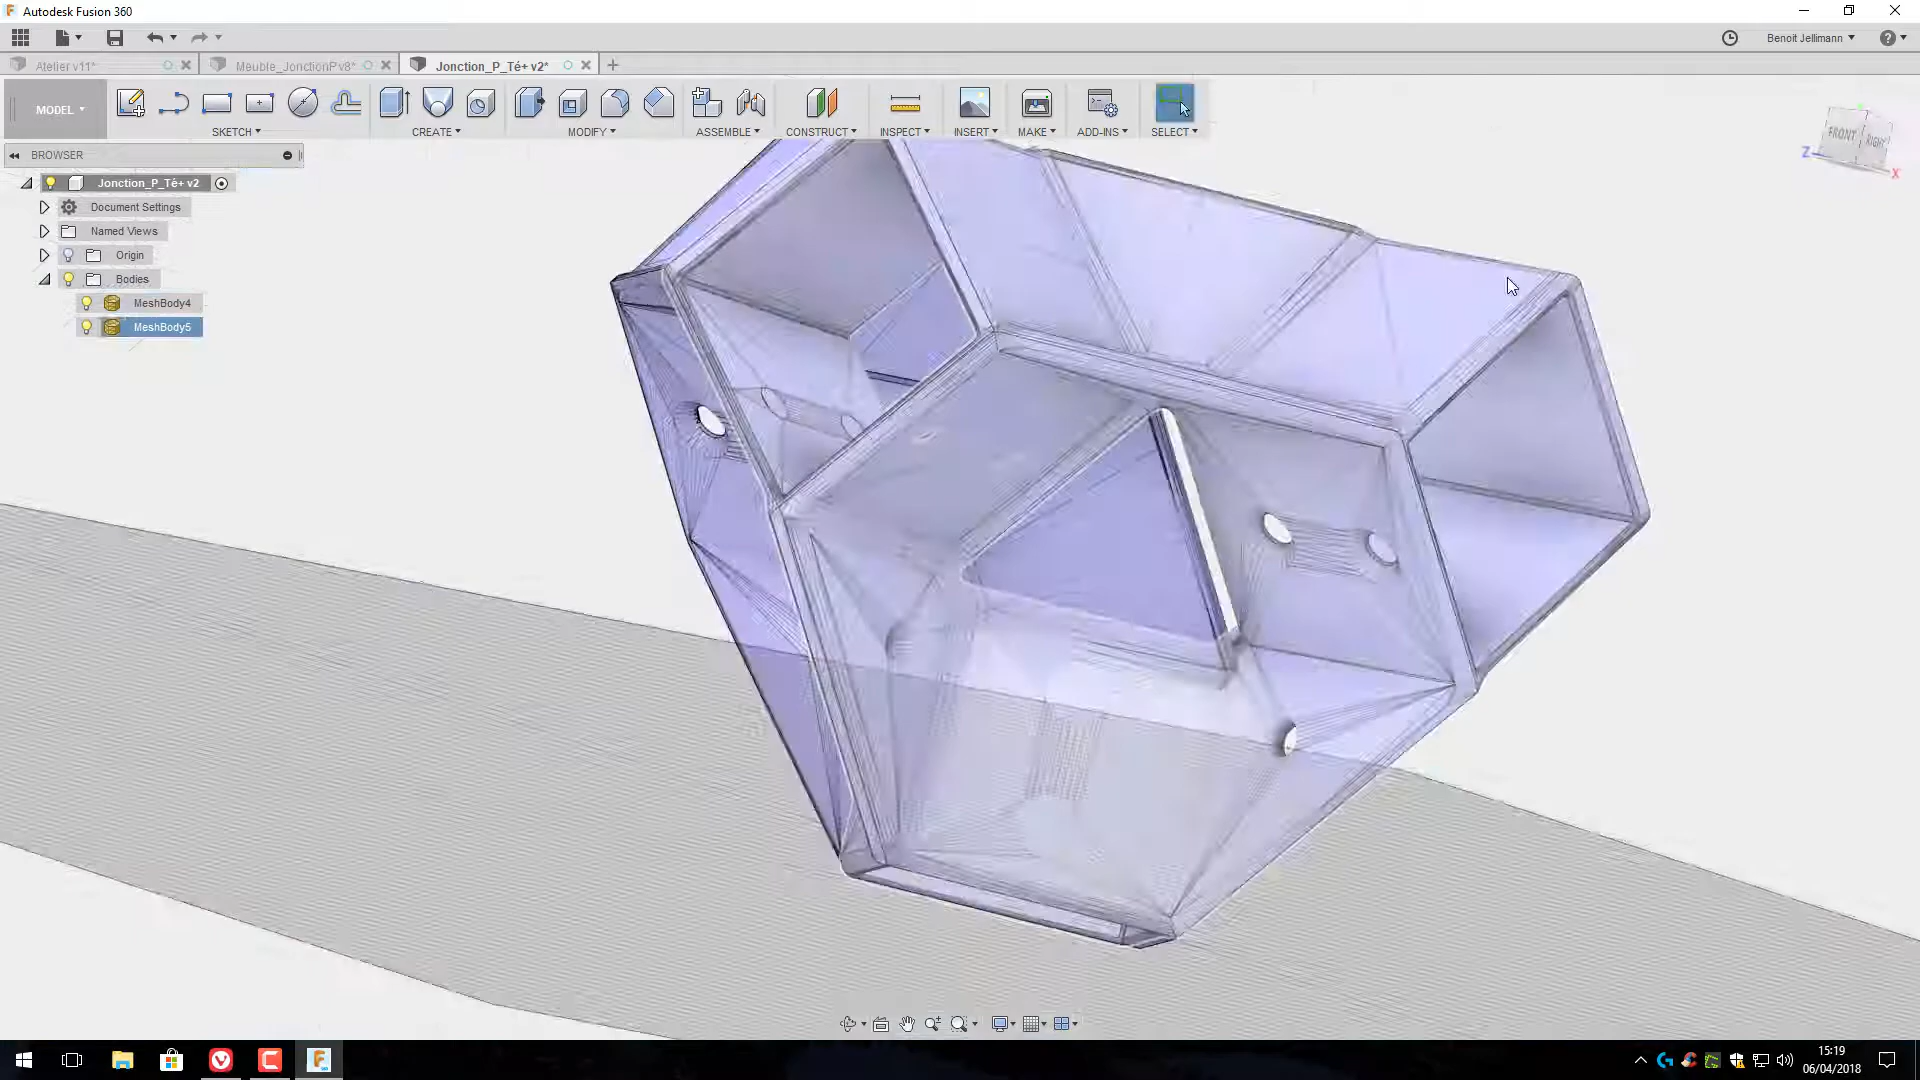 Autodesk Fusion 360
Benoit Jellimann
Atelier v11*
Meuble_JonctionPv8*
Jonction_P_Té+ v2*
MODEL
SKETCH
CREATE
MODIFY
ASSEMBLE
CONSTRUCT
INSPECT
INSERT
MAKE
ADD-INS
SELECT
BROWSER
FRONT
RIGHT
Z
X
Jonction_P_Té+ v2
Document Settings
Named Views
Origin
Bodies
MeshBody4
MeshBody5
15:19
06/04/2018